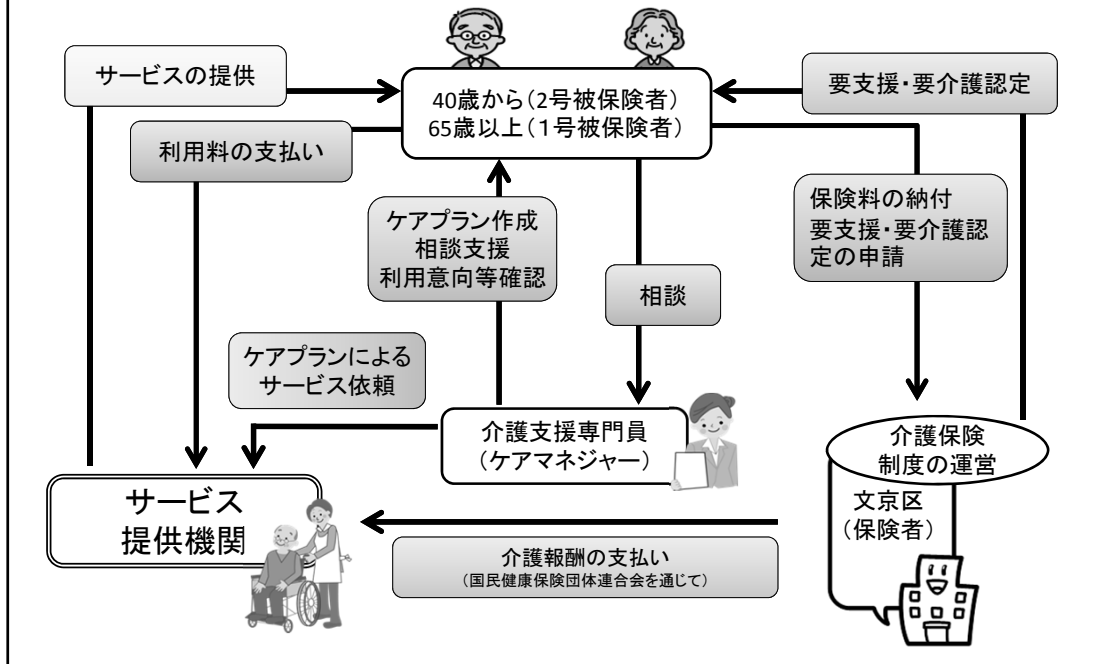 サービスの提供
40歳から(2号被保険者)
65歳以上(1号被保険者)
要支援・要介護認定
利用料の支払い
ケアプラン作成
相談支援
利用意向等確認
相談
保険料の納付
要支援・要介護認
定の申請
ケアプランによる
サービス依頼
介護支援専門員
(ケアマネジャー)
介護保険
制度の運営
サービス
提供機関
文京区
(保険者)
介護報酬の支払い
(国民健康保険団体連合会を通じて)